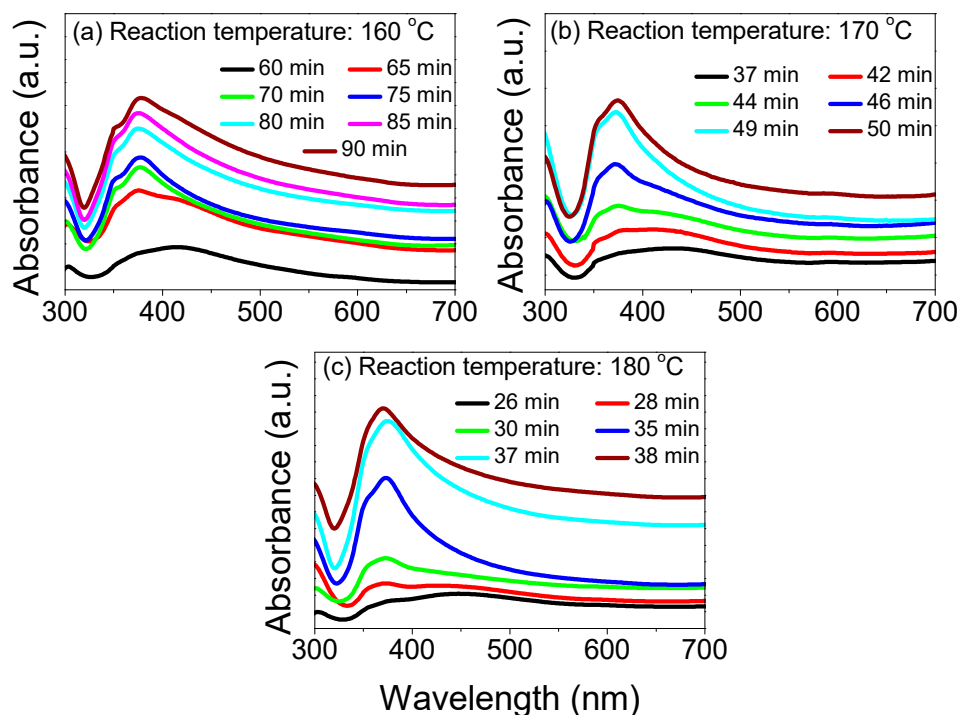 (a) Reaction temperature: 160 °C
60 min 65 min
70 min 75 min
80 min 85 min
90 min
Absorbance (a.u.)
300 400 500 600 700
(b) Reaction temperature: 170 °C
37 min 42 min
44 min 46 min
49 min 50 min
Absorbance (a.u.)
300 400 500 600 700
(c) Reaction temperature: 180 °C
26 min 28 min
30 min 35 min
37 min 38 min
Absorbance (a.u.)
300 400 500 600 700
Wavelength (nm)